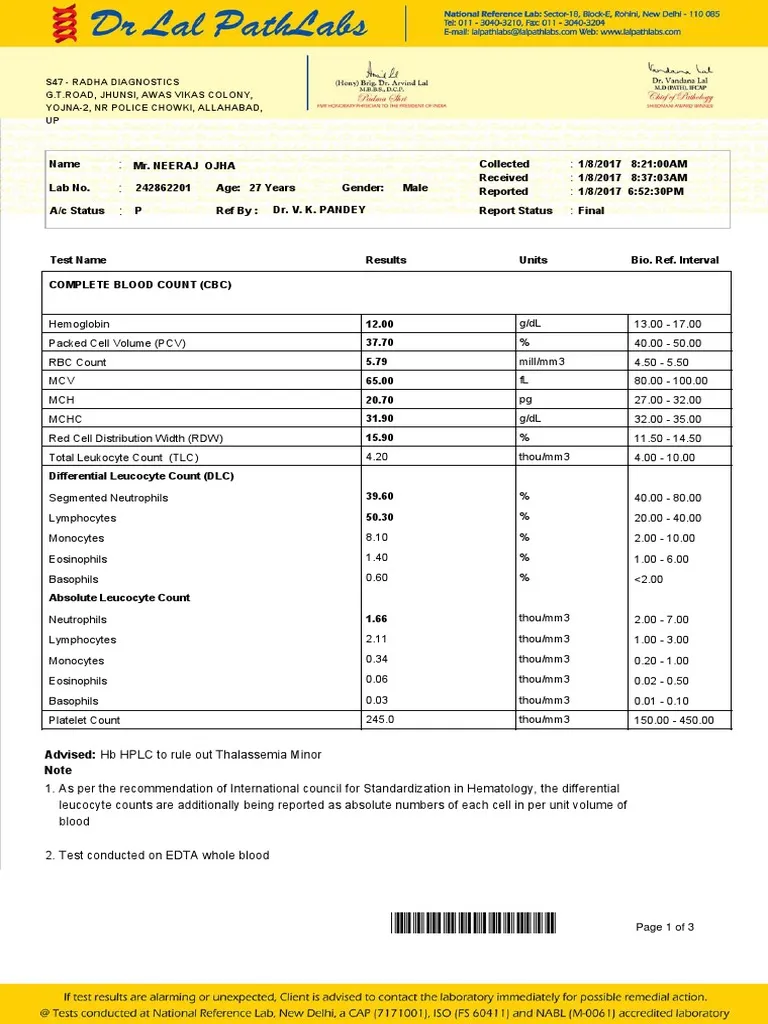 Dr Lal PathLabs
National Reference Lab: Sector-18, Block-E, Rohini, New Delhi - 110 085
Tel: 011 - 3040-3210, Fax: 011 - 3040-3204
E-mail: lalpathlabs@lalpathlabs.com Web: www.lalpathlabs.com
S47 - RADHA DIAGNOSTICS
G.T.ROAD, JHUNSI, AWAS VIKAS COLONY,
YOJNA-2, NR POLICE CHOWKI, ALLAHABAD,
UP
(Hony) Brig. Dr. Arvind Lal
M.B.B.S., D.C.P.
Padma Shri
FOR HONORARY PHYSICIAN TO THE PRESIDENT OF INDIA
Vandana Lal
Dr. Vandana Lal
M.D (PATH), IFCAP
Chief of Pathology
Name : Mr. NEERAJ OJHA Collected : 1/8/2017 8:21:00AM
Received : 1/8/2017 8:37:03AM
Lab No. : 242862201 Age: 27 Years Gender: Male Reported : 1/8/2017 6:52:30PM
A/c Status : P Ref By : Dr. V. K. PANDEY Report Status : Final
Test Name Results Units Bio. Ref. Interval
COMPLETE BLOOD COUNT (CBC)
Hemoglobin 12.00 g/dL 13.00 - 17.00
Packed Cell Volume (PCV) 37.70 % 40.00 - 50.00
RBC Count 5.79 mill/mm3 4.50 - 5.50
MCV 65.00 fL 80.00 - 100.00
MCH 20.70 pg 27.00 - 32.00
MCHC 31.90 g/dL 32.00 - 35.00
Red Cell Distribution Width (RDW) 15.90 % 11.50 - 14.50
Total Leukocyte Count (TLC) 4.20 thou/mm3 4.00 - 10.00
Differential Leucocyte Count (DLC)
Segmented Neutrophils 39.60 % 40.00 - 80.00
Lymphocytes 50.30 % 20.00 - 40.00
Monocytes 8.10 % 2.00 - 10.00
Eosinophils 1.40 % 1.00 - 6.00
Basophils 0.60 % <2.00
Absolute Leucocyte Count
Neutrophils 1.66 thou/mm3 2.00 - 7.00
Lymphocytes 2.11 thou/mm3 1.00 - 3.00
Monocytes 0.34 thou/mm3 0.20 - 1.00
Eosinophils 0.06 thou/mm3 0.02 - 0.50
Basophils 0.03 thou/mm3 0.01 - 0.10
Platelet Count 245.0 thou/mm3 150.00 - 450.00
Advised: Hb HPLC to rule out Thalassemia Minor
Note
1. As per the recommendation of International council for Standardization in Hematology, the differential
leucocyte counts are additionally being reported as absolute numbers of each cell in per unit volume of
blood
2. Test conducted on EDTA whole blood
Page 1 of 3
If test results are alarming or unexpected, Client is advised to contact the laboratory immediately for possible remedial action.
@ Tests conducted at National Reference Lab, New Delhi, a CAP (7171001), ISO (FS 60411) and NABL (M-0061) accredited laboratory